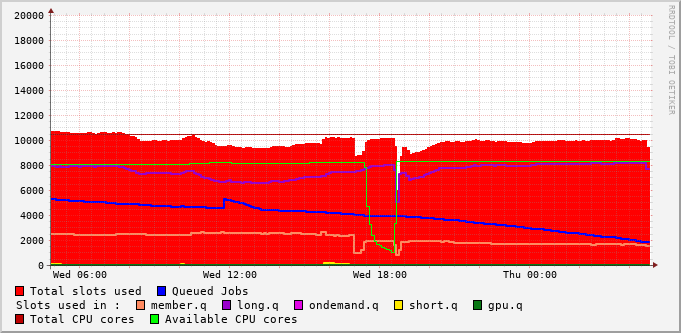 20000
18000
16000
14000
12000
10000
8000
6000
4000
2000
0
Wed 06:00 Wed 12:00 Wed 18:00 Thu 00:00
RRDTOOL / TOBI OETIKER
Total slots used Queued Jobs
Slots used in : member.q long.q ondemand.q short.q gpu.q
Total CPU cores Available CPU cores